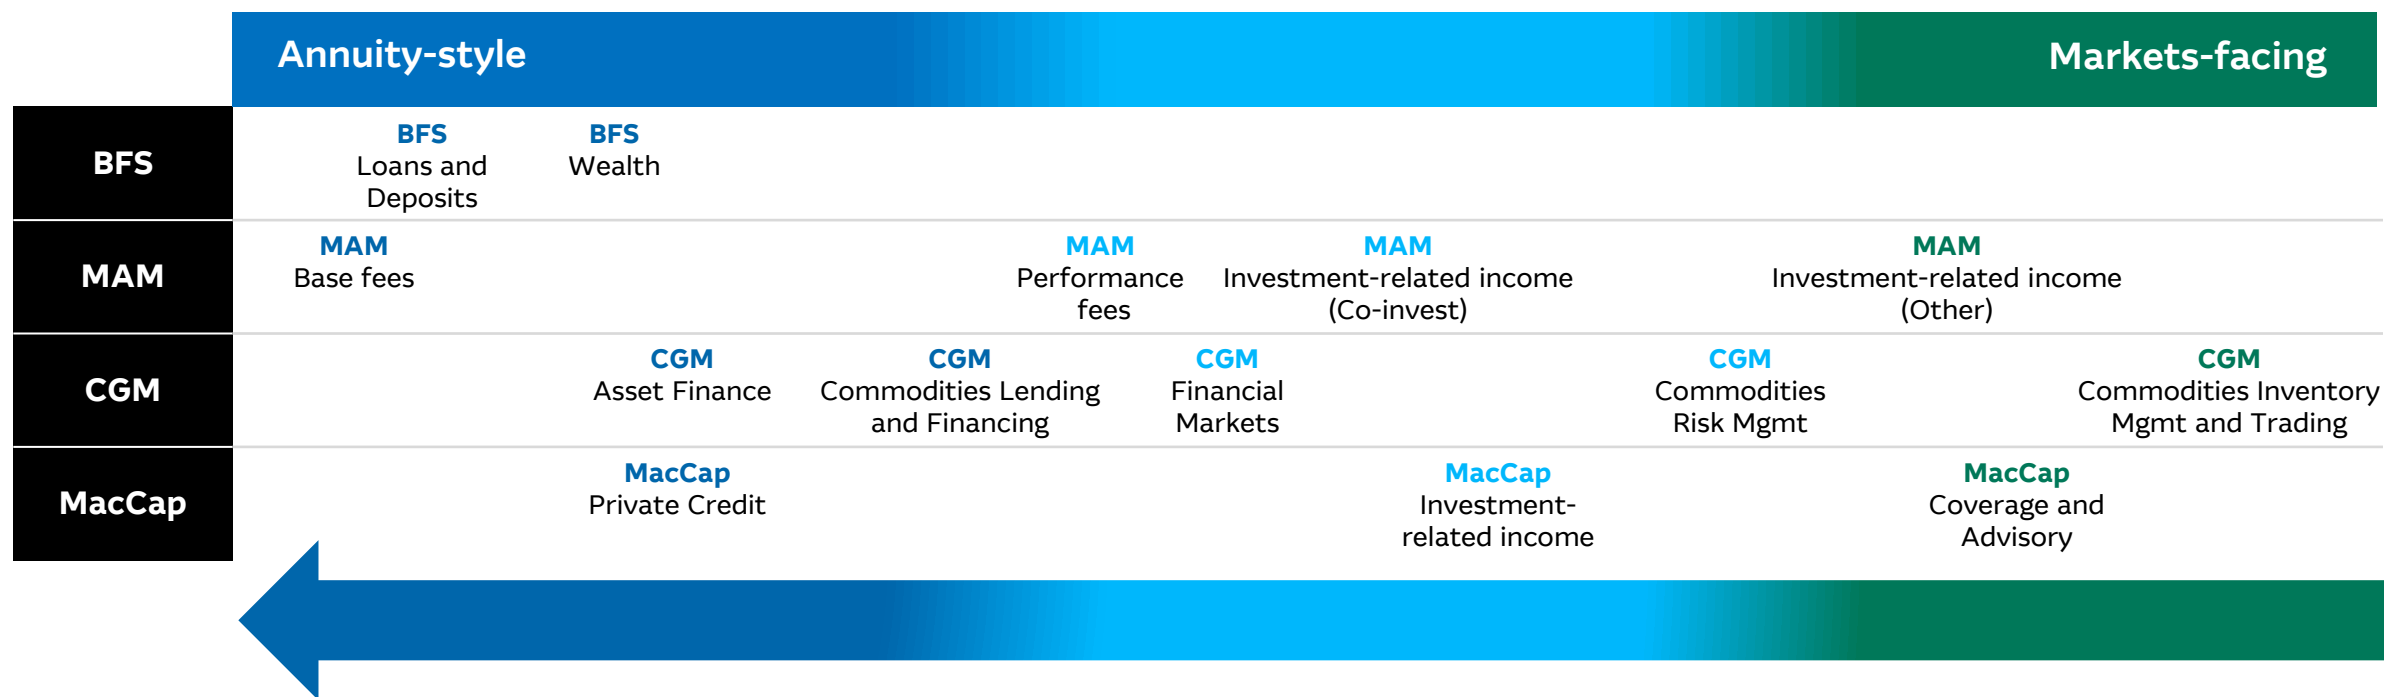 Annuity-style
Markets-facing
BFS
BFS
Loans and
Deposits
BFS
Wealth
MAM
MAM
Base fees
MAM
Performance
fees
MAM
Investment-related income
(Co-invest)
MAM
Investment-related income
(Other)
CGM
CGM
Asset Finance
CGM
Commodities Lending
and Financing
CGM
Financial
Markets
CGM
Commodities
Risk Mgmt
CGM
Commodities Inventory
Mgmt and Trading
MacCap
MacCap
Private Credit
MacCap
Investment-
related income
MacCap
Coverage and
Advisory